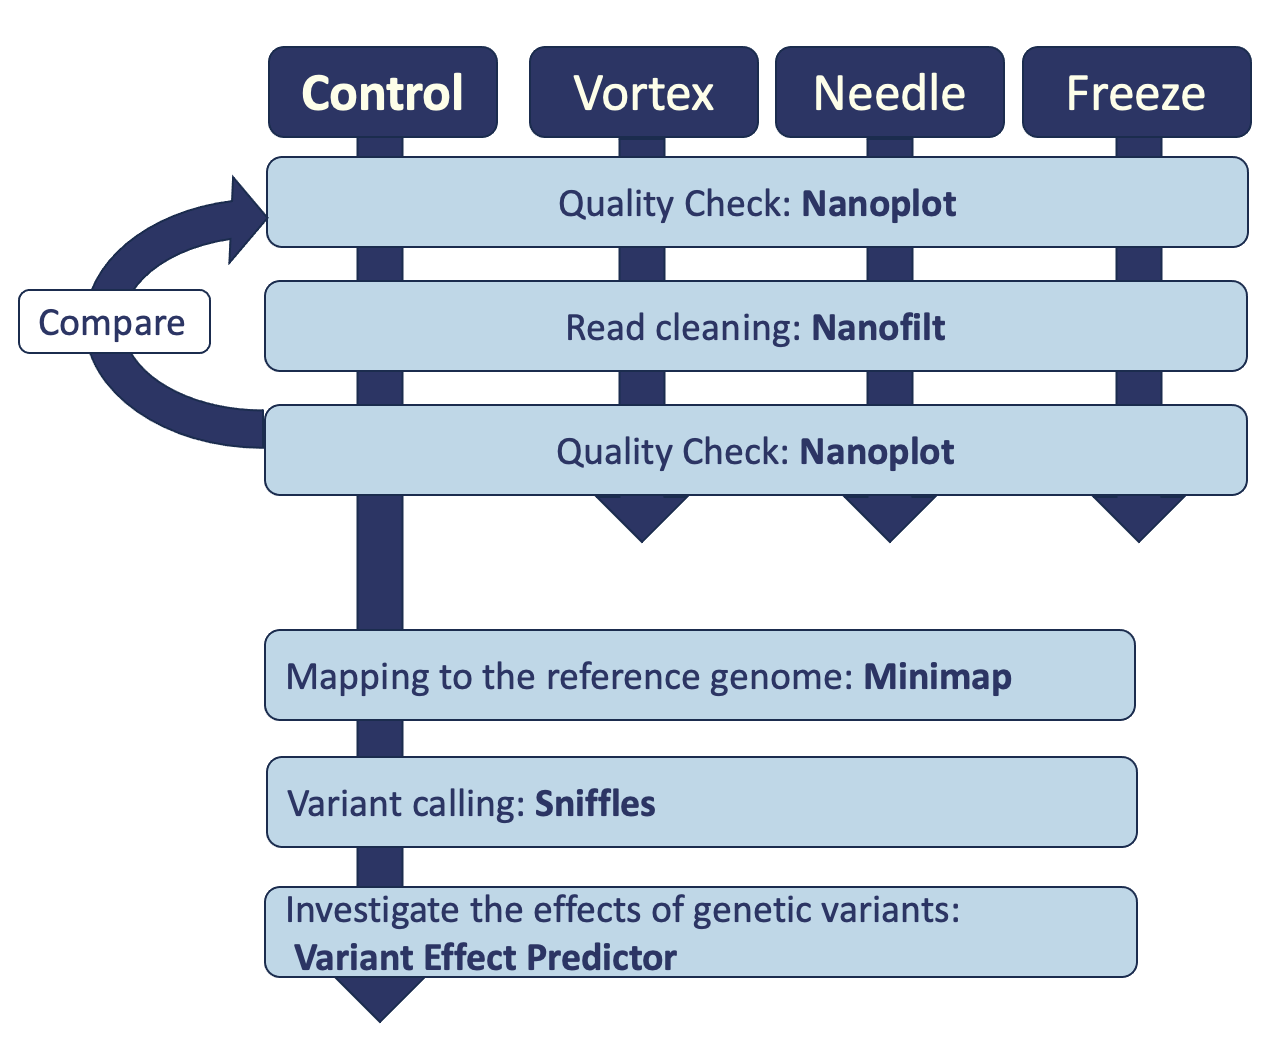 Control
Vortex
Needle
Freeze
Quality Check: Nanoplot
Compare
Read cleaning: Nanofilt
Quality Check: Nanoplot
Mapping to the reference genome: Minimap
Variant calling: Sniffles
Investigate the effects of genetic variants:
Variant Effect Predictor